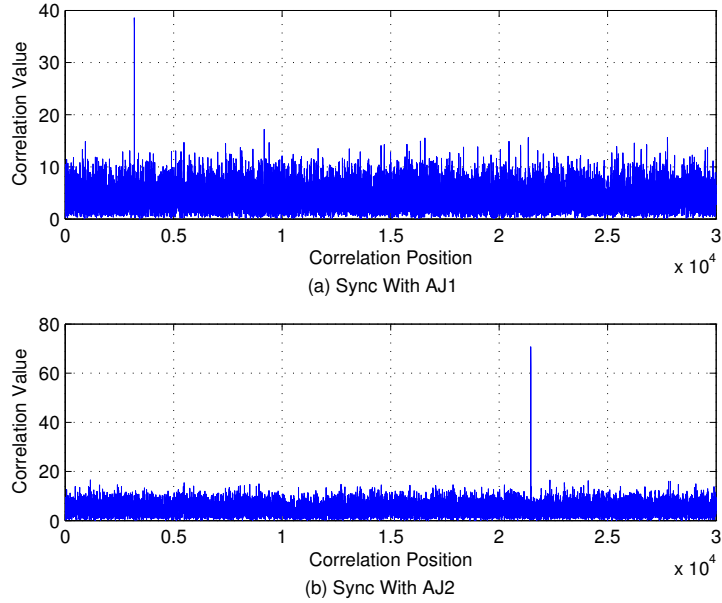 40
30
20
10
0
Correlation Value
0 0.5 1 1.5 2 2.5 3
Correlation Position
x 10^4
(a) Sync With AJ1
80
60
40
20
0
Correlation Value
0 0.5 1 1.5 2 2.5 3
Correlation Position
x 10^4
(b) Sync With AJ2